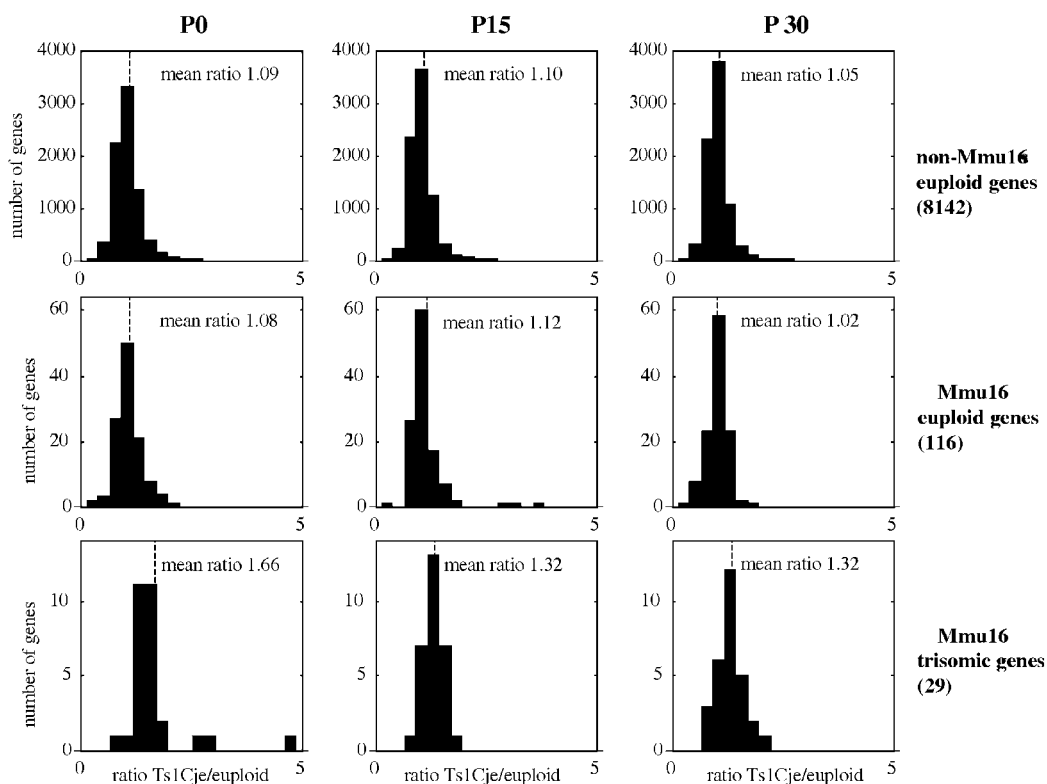 P0 P15 P 30
4000 4000 4000
mean ratio 1.09 mean ratio 1.10 mean ratio 1.05
3000 3000 3000
2000 2000 2000
1000 1000 1000
0 0 0
number of genes
0 5 0 5 0 5
non-Mmu16
euploid genes
(8142)
60 60 60
mean ratio 1.08 mean ratio 1.12 mean ratio 1.02
40 40 40
20 20 20
0 0 0
number of genes
0 5 0 5 0 5
Mmu16
euploid genes
(116)
mean ratio 1.66 mean ratio 1.32 mean ratio 1.32
10 10 10
5 5 5
0 0 0
number of genes
0 5 0 5 0 5
ratio Ts1Cje/euploid ratio Ts1Cje/euploid ratio Ts1Cje/euploid
Mmu16
trisomic genes
(29)